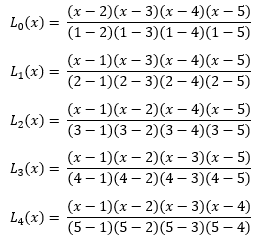 L₀(x) = (x−2)(x−3)(x−4)(x−5) / (1−2)(1−3)(1−4)(1−5)
L₁(x) = (x−1)(x−3)(x−4)(x−5) / (2−1)(2−3)(2−4)(2−5)
L₂(x) = (x−1)(x−2)(x−4)(x−5) / (3−1)(3−2)(3−4)(3−5)
L₃(x) = (x−1)(x−2)(x−3)(x−5) / (4−1)(4−2)(4−3)(4−5)
L₄(x) = (x−1)(x−2)(x−3)(x−4) / (5−1)(5−2)(5−3)(5−4)